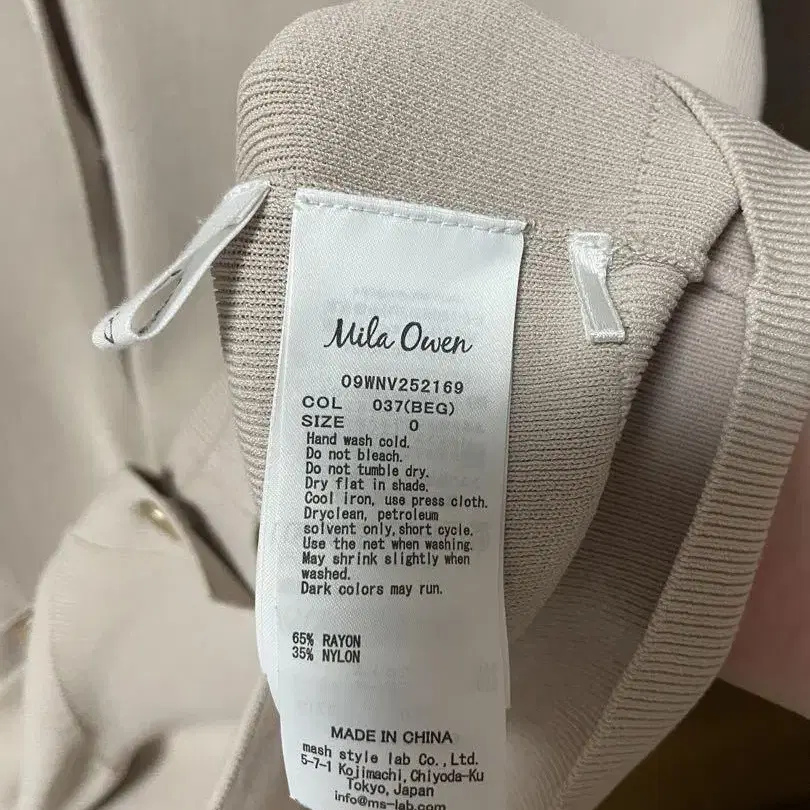 Mila Owen
09WNV252169
COL 037(BEG)
SIZE 0
Hand wash cold.
Do not bleach.
Do not tumble dry.
Dry flat in shade.
Cool iron, use press cloth.
Dryclean, petroleum
solvent only,short cycle.
Use the net when washing.
May shrink slightly when
washed.
Dark colors may run.
65% RAYON
35% NYLON
MADE IN CHINA
mash style lab Co.,Ltd.
5-7-1 Kojimachi,Chiyoda-Ku
Tokyo,Japan
info@ms-lab.com